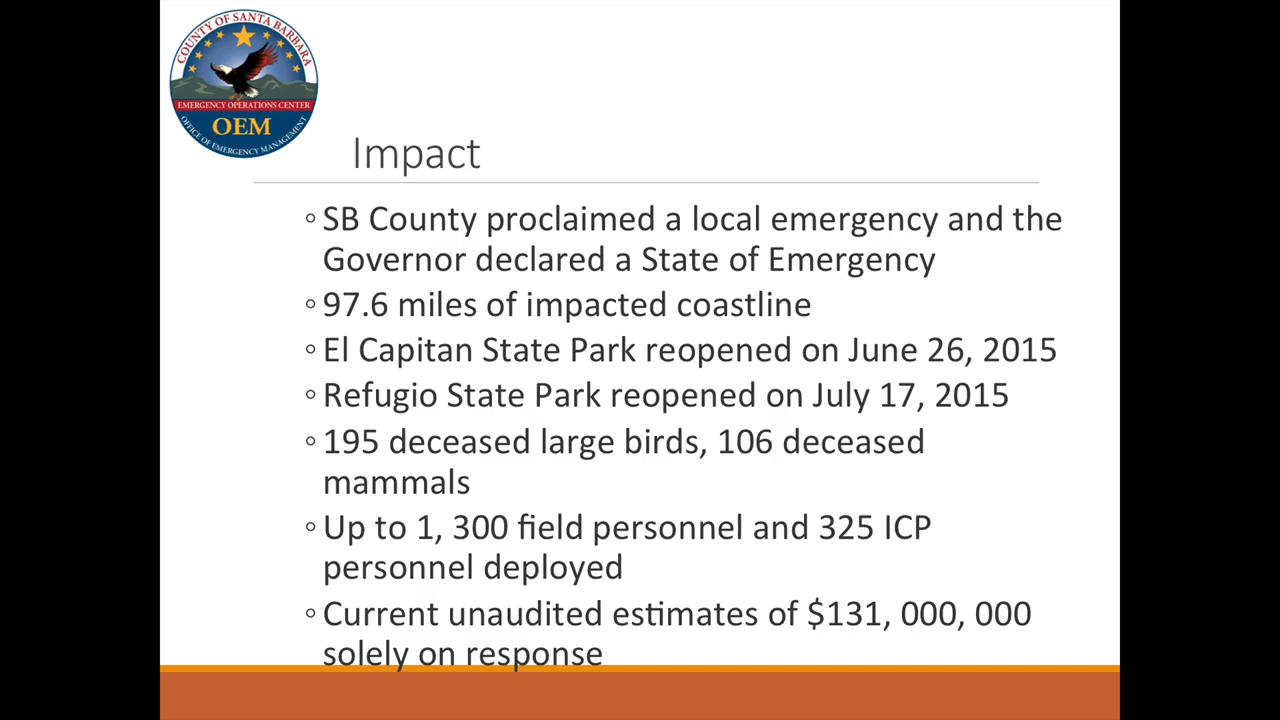 COUNTY OF SANTA BARBARA
EMERGENCY OPERATIONS CENTER
OEM
OFFICE OF EMERGENCY MANAGEMENT
Impact
◦ SB County proclaimed a local emergency and the
Governor declared a State of Emergency
◦ 97.6 miles of impacted coastline
◦ El Capitan State Park reopened on June 26, 2015
◦ Refugio State Park reopened on July 17, 2015
◦ 195 deceased large birds, 106 deceased
mammals
◦ Up to 1, 300 field personnel and 325 ICP
personnel deployed
◦ Current unaudited estimates of $131, 000, 000
solely on response